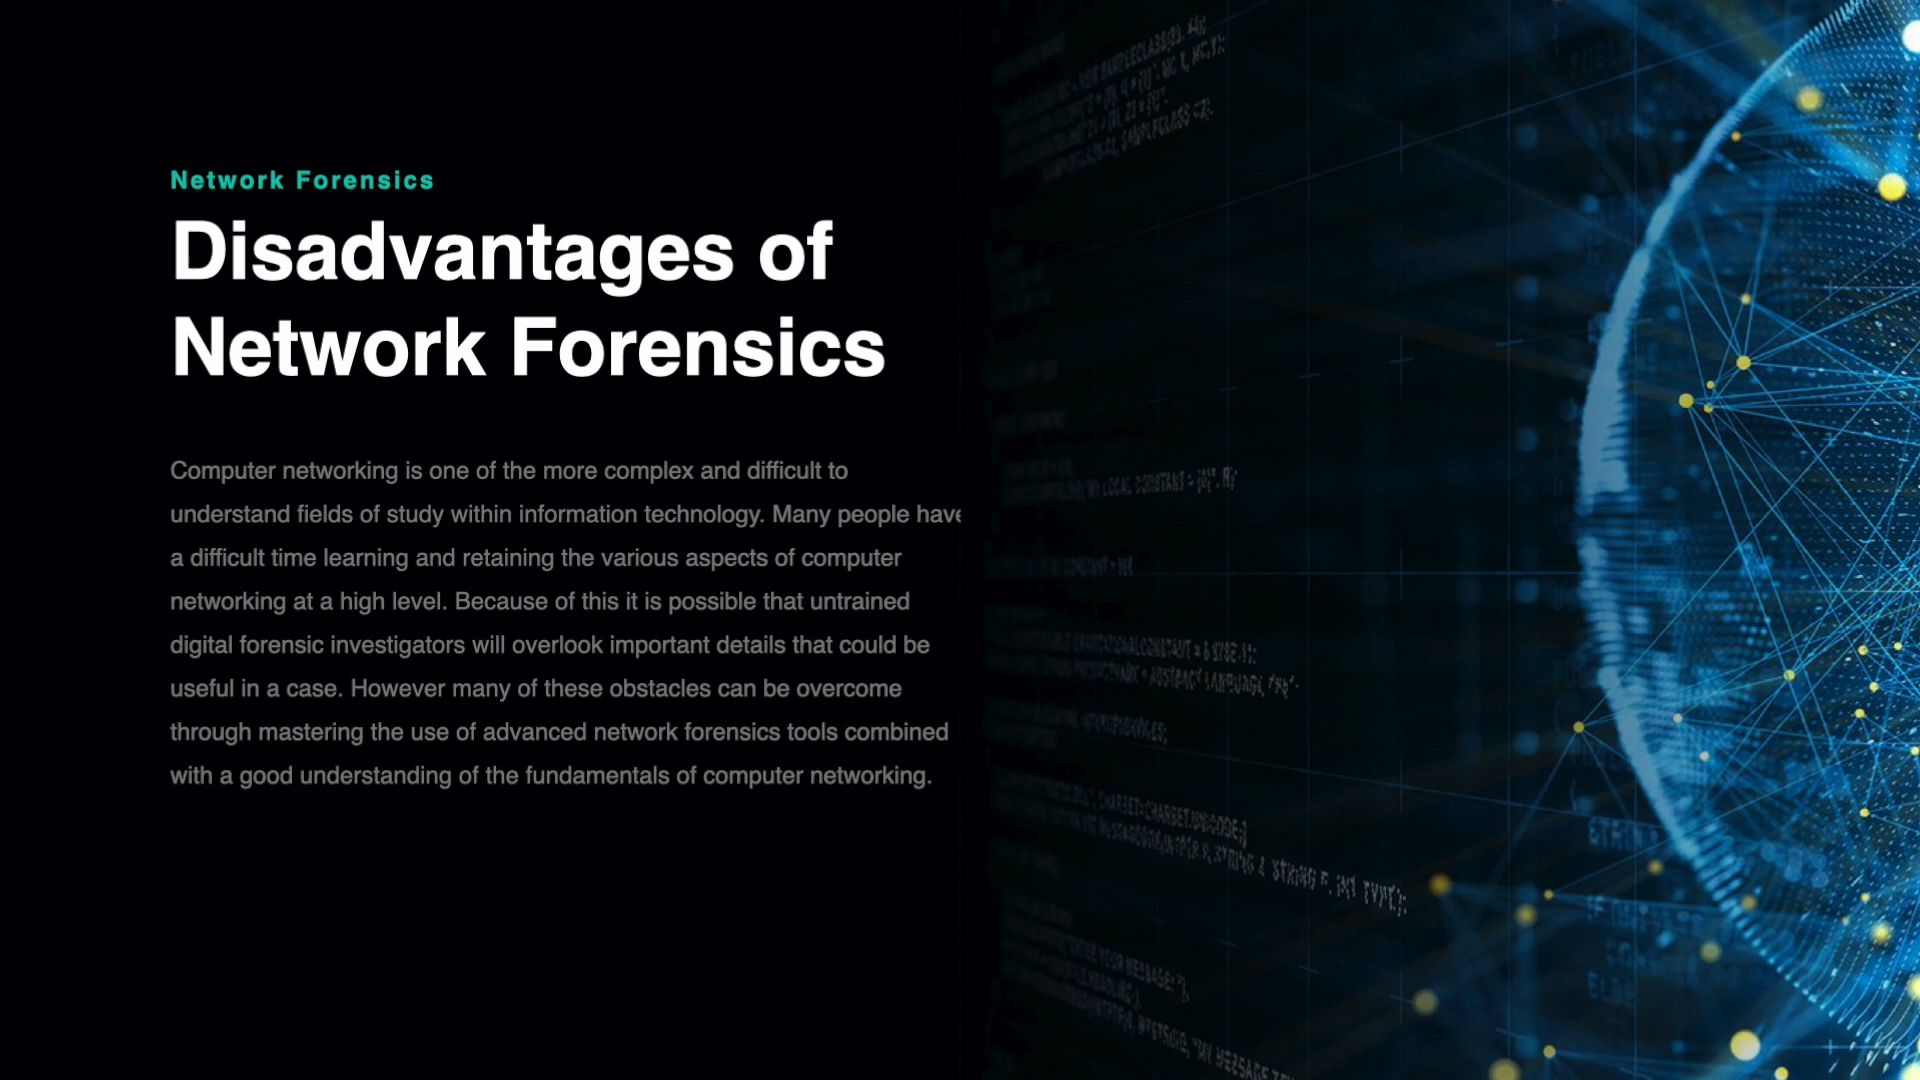 Network Forensics
Disadvantages of
Network Forensics
Computer networking is one of the more complex and difficult to
understand fields of study within information technology. Many people have
a difficult time learning and retaining the various aspects of computer
networking at a high level. Because of this it is possible that untrained
digital forensic investigators will overlook important details that could be
useful in a case. However many of these obstacles can be overcome
through mastering the use of advanced network forensics tools combined
with a good understanding of the fundamentals of computer networking.